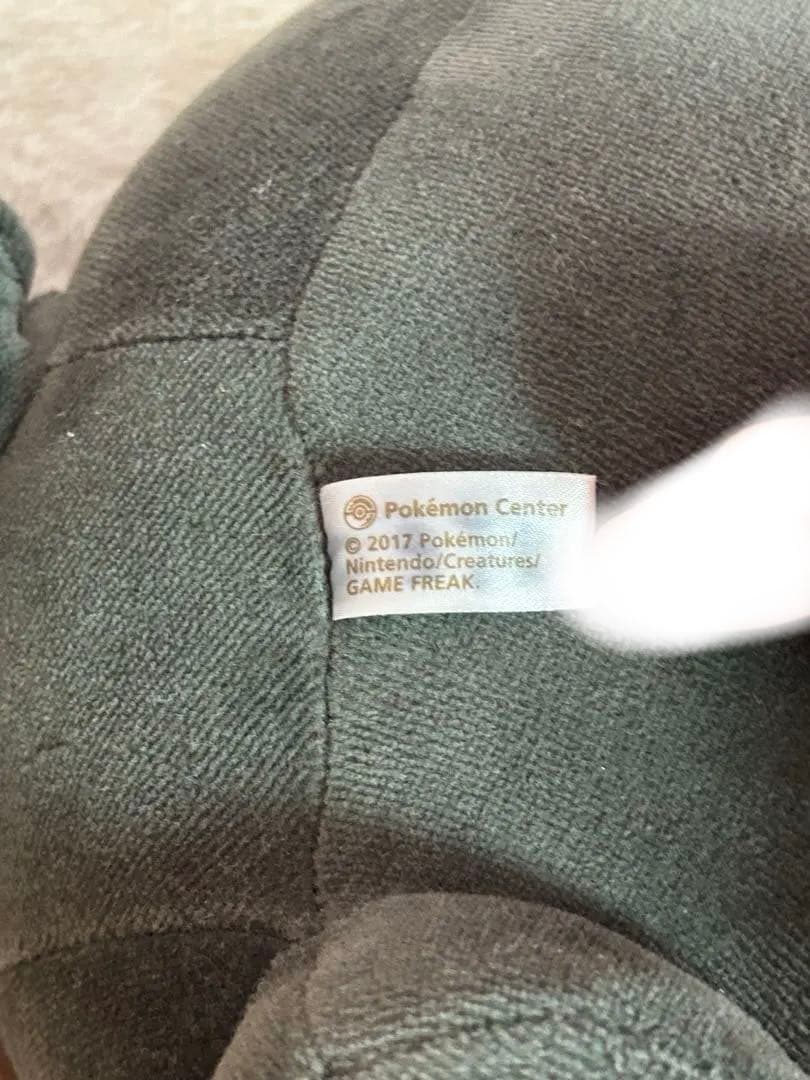 Pokémon Center
© 2017 Pokémon/
Nintendo/Creatures/
GAME FREAK.